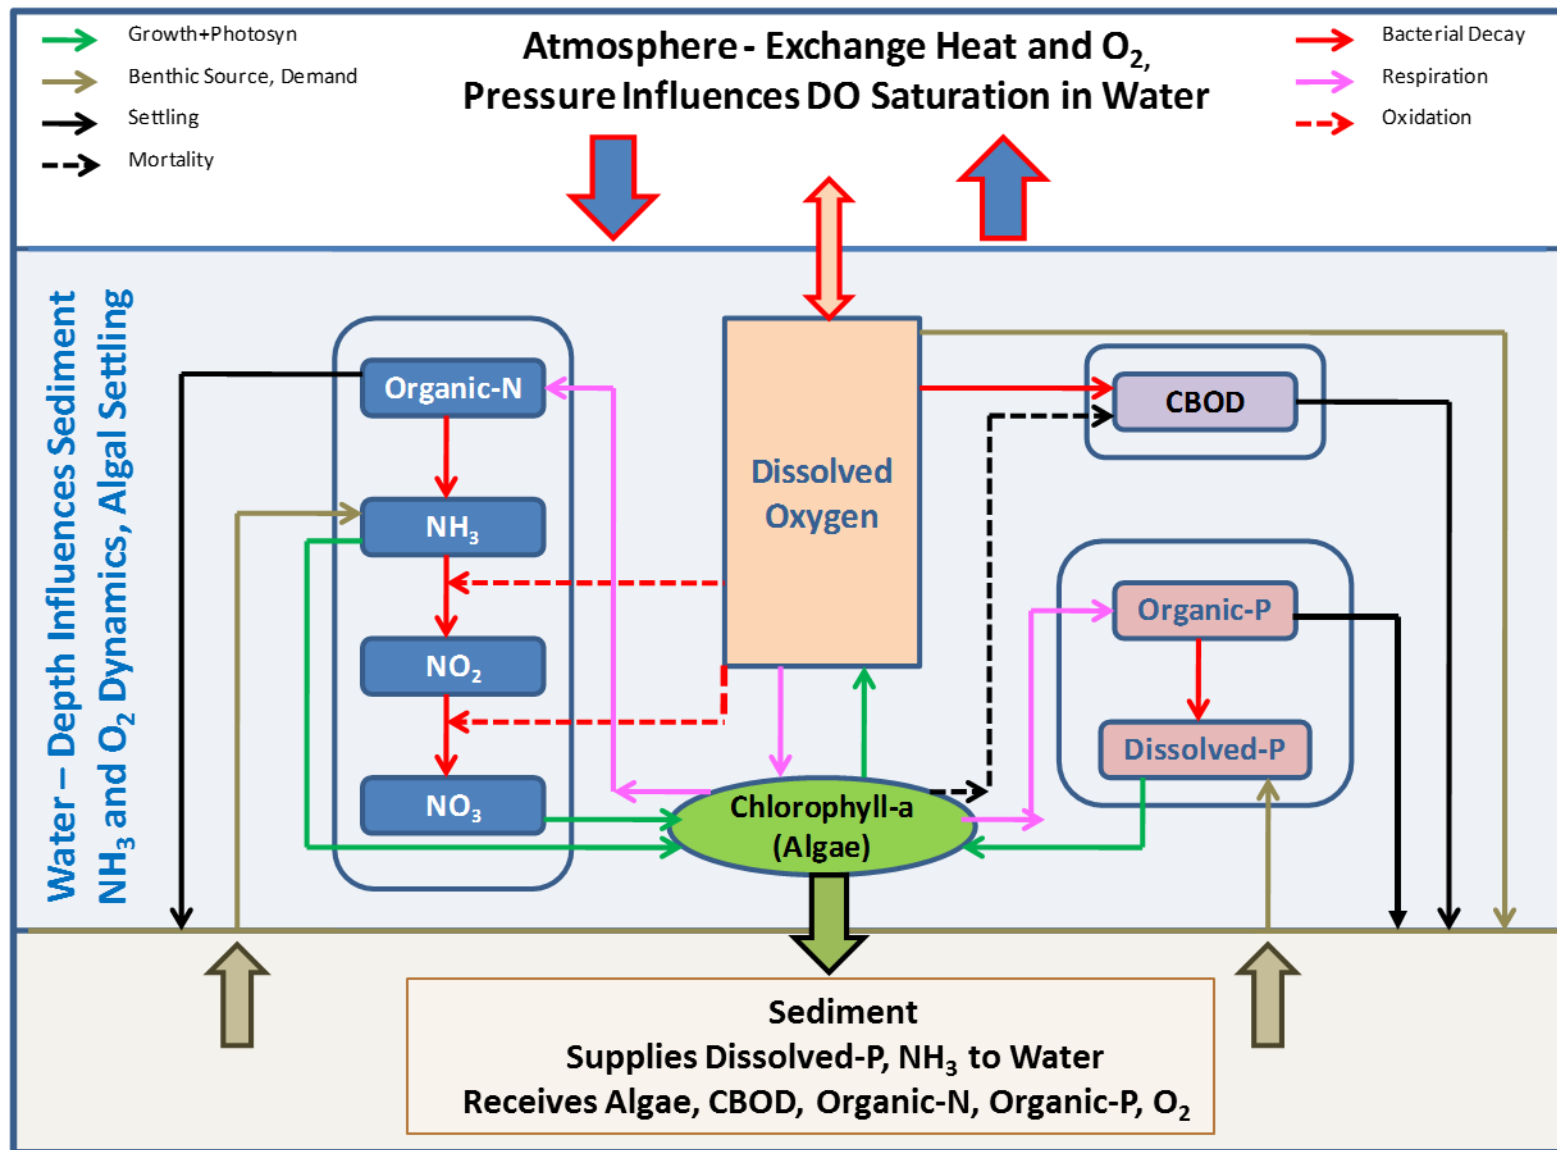 Growth+Photosyn
Benthic Source, Demand
Settling
Mortality
Atmosphere - Exchange Heat and O₂,
Pressure Influences DO Saturation in Water
Bacterial Decay
Respiration
Oxidation
Water – Depth Influences Sediment
NH₃ and O₂ Dynamics, Algal Settling
Organic-N
NH₃
NO₂
NO₃
Dissolved
Oxygen
CBOD
Organic-P
Dissolved-P
Chlorophyll-a
(Algae)
Sediment
Supplies Dissolved-P, NH₃ to Water
Receives Algae, CBOD, Organic-N, Organic-P, O₂